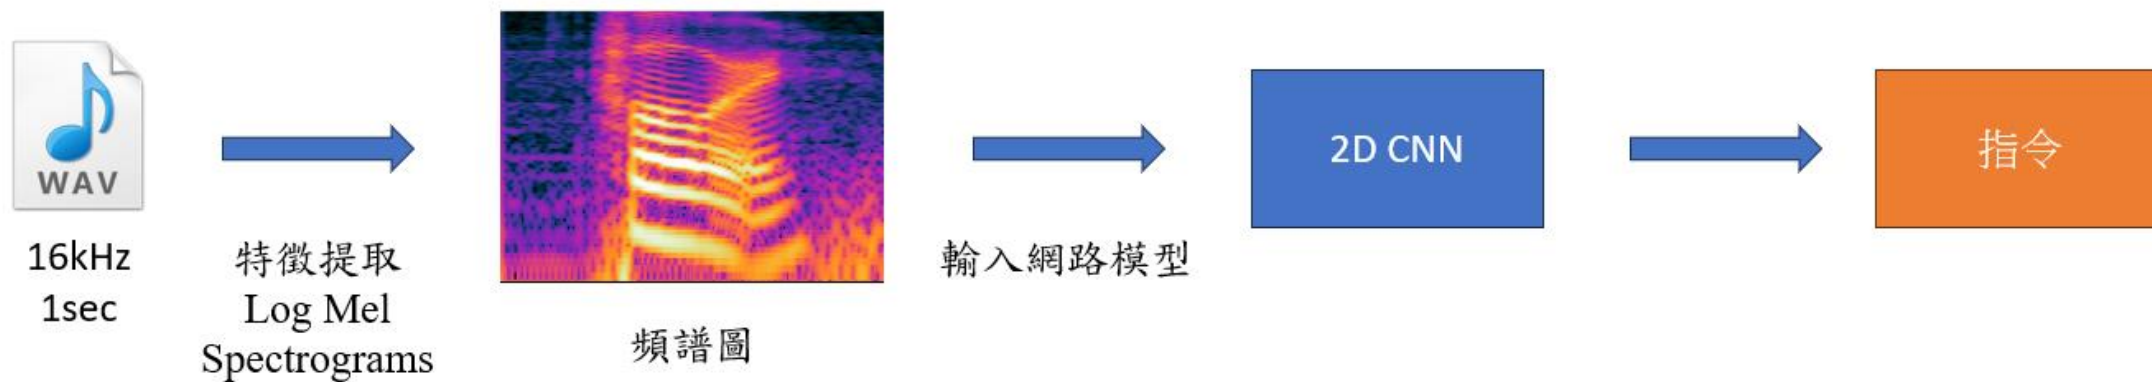 WAV
16kHz
1sec
特徵提取
Log Mel
Spectrograms
頻譜圖
輸入網路模型
2D CNN
指令